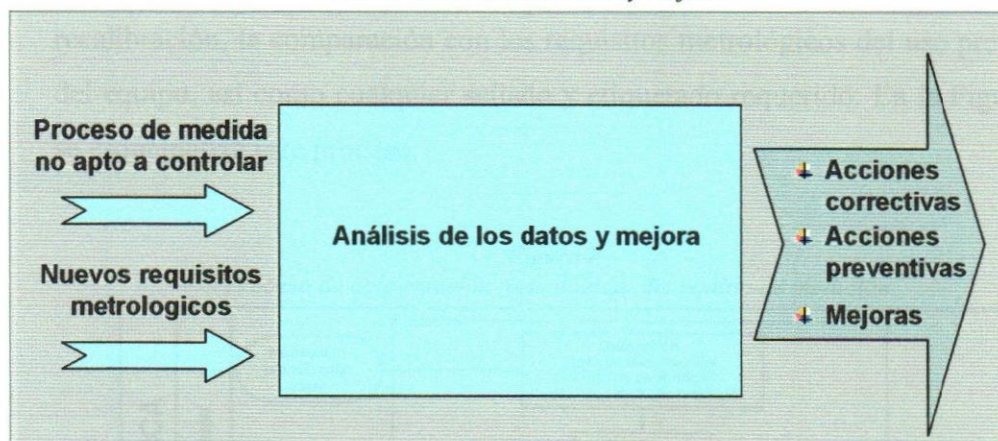 Proceso de medida
no apto a controlar
Nuevos requisitos
metrologicos
Análisis de los datos y mejora
Acciones
correctivas
Acciones
preventivas
Mejoras